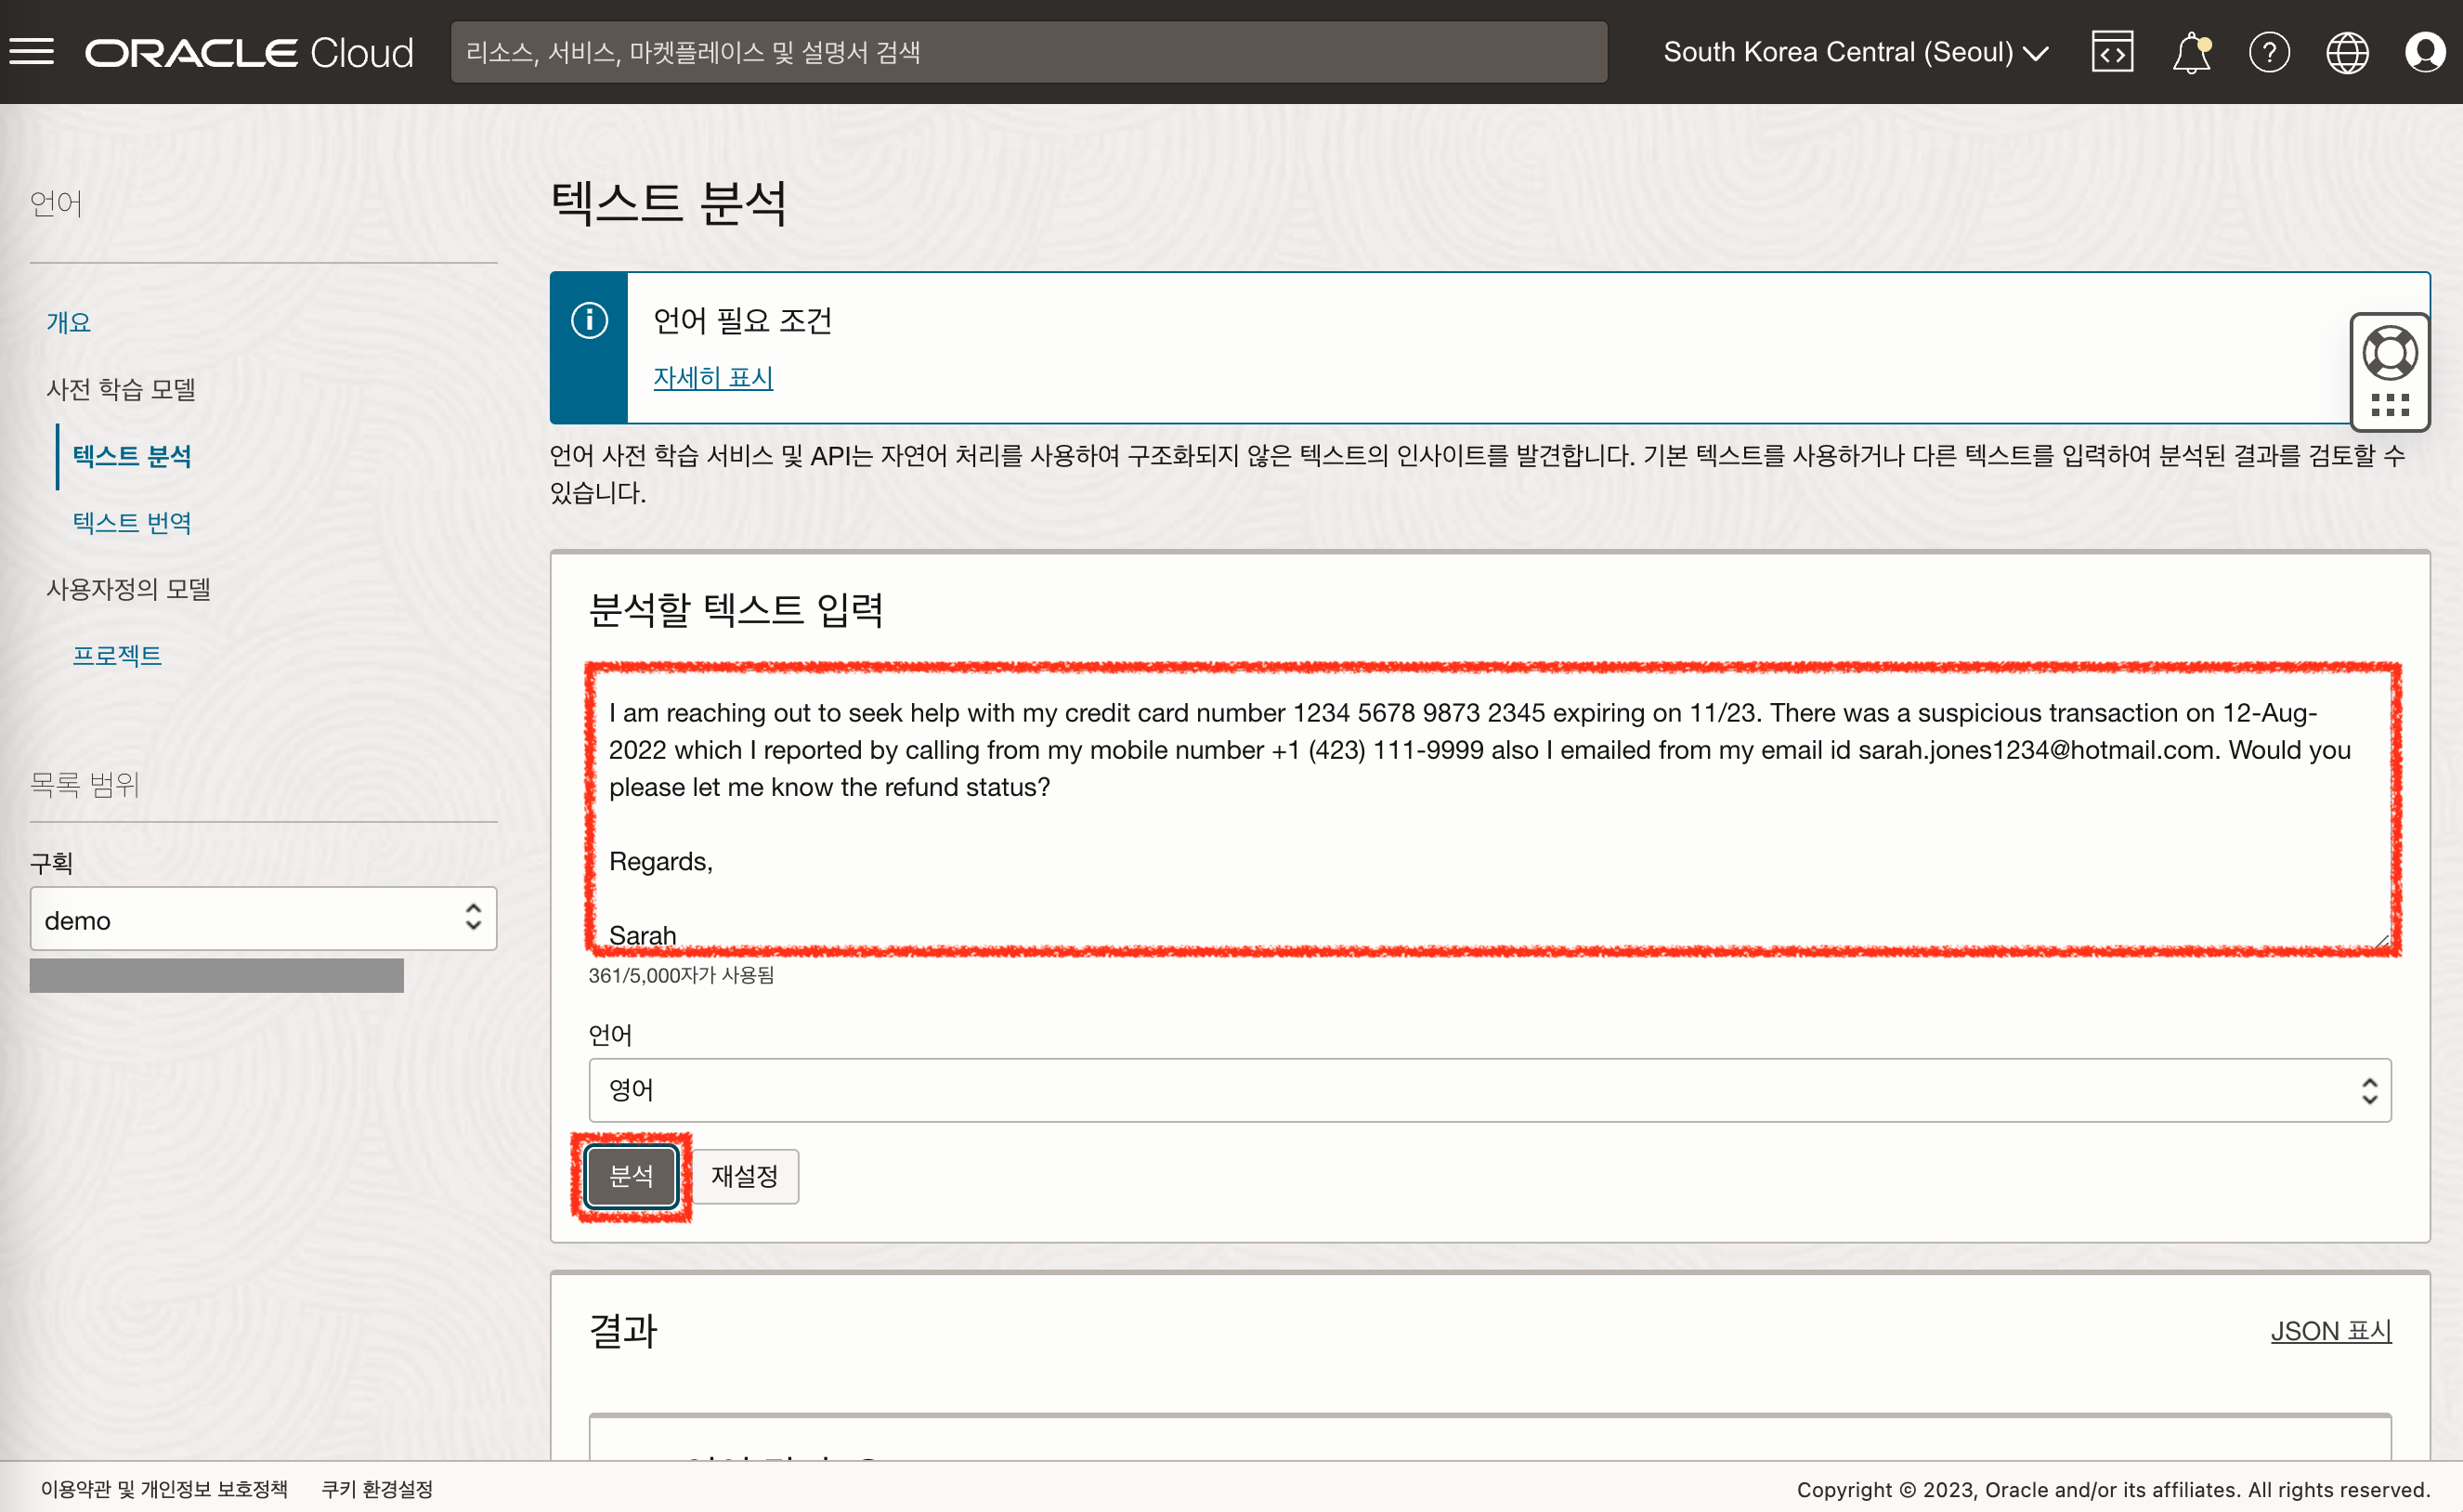 ORACLE Cloud
리소스, 서비스, 마켓플레이스 및 설명서 검색
South Korea Central (Seoul)
언어
개요
사전 학습 모델
텍스트 분석
텍스트 번역
사용자정의 모델
프로젝트
목록 범위
구획
demo
텍스트 분석
언어 필요 조건
자세히 표시
언어 사전 학습 서비스 및 API는 자연어 처리를 사용하여 구조화되지 않은 텍스트의 인사이트를 발견합니다. 기본 텍스트를 사용하거나 다른 텍스트를 입력하여 분석된 결과를 검토할 수
있습니다.
분석할 텍스트 입력
I am reaching out to seek help with my credit card number 1234 5678 9873 2345 expiring on 11/23. There was a suspicious transaction on 12-Aug-
2022 which I reported by calling from my mobile number +1 (423) 111-9999 also I emailed from my email id sarah.jones1234@hotmail.com. Would you
please let me know the refund status?
Regards,
Sarah
361/5,000자가 사용됨
언어
영어
분석
재설정
결과
JSON 표시
이용약관 및 개인정보 보호정책
쿠키 환경설정
Copyright © 2023, Oracle and/or its affiliates. All rights reserved.